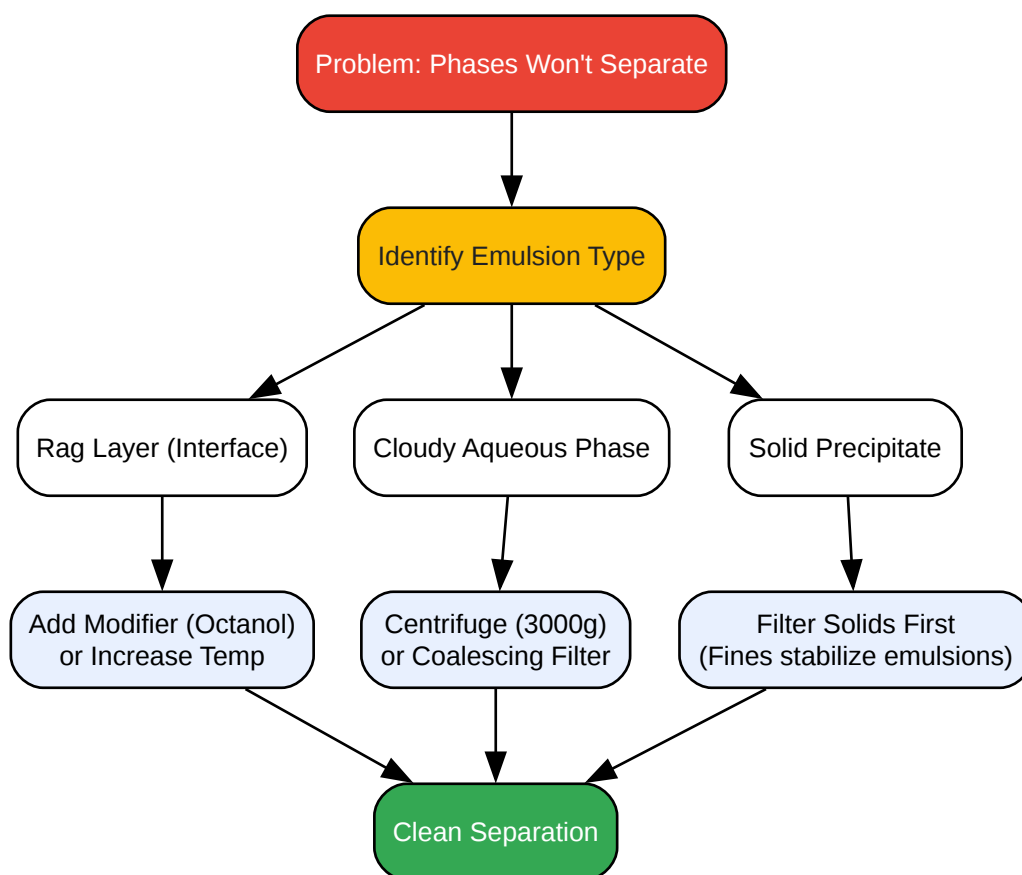 Problem: Phases Won't Separate
Identify Emulsion Type
Rag Layer (Interface)
Cloudy Aqueous Phase
Solid Precipitate
Add Modifier (Octanol)
or Increase Temp
Centrifuge (3000g)
or Coalescing Filter
Filter Solids First
(Fines stabilize emulsions)
Clean Separation